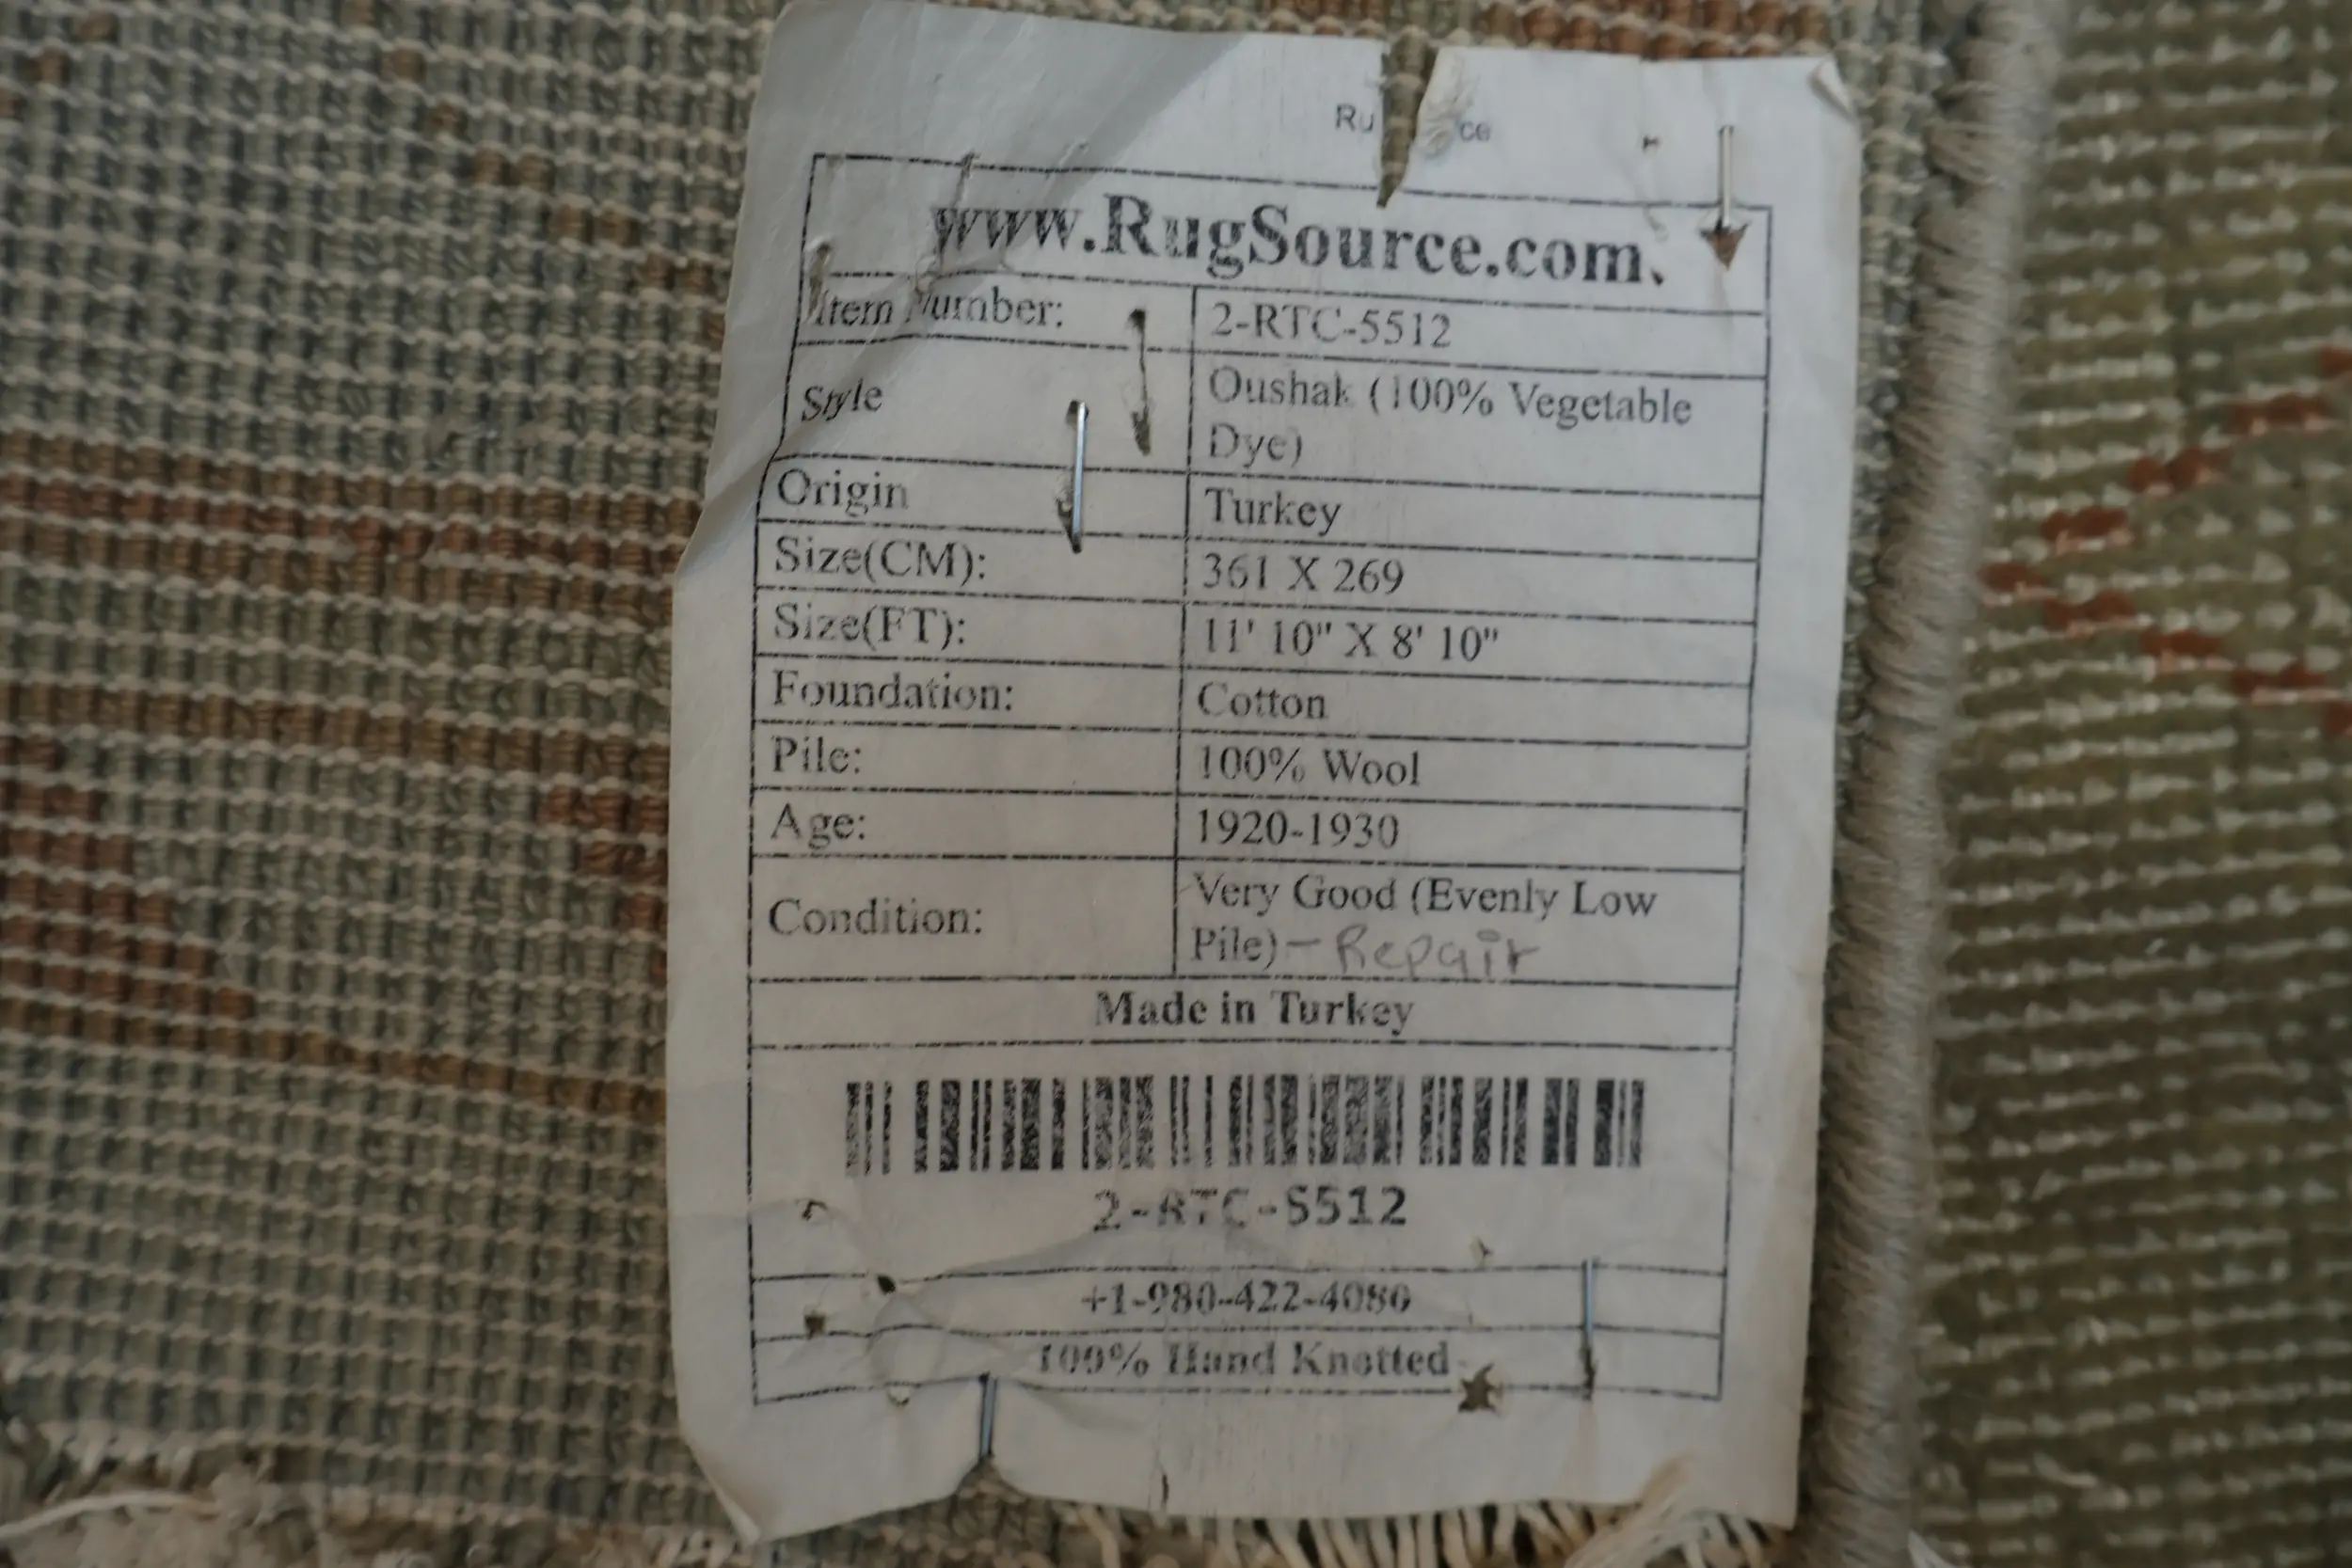 www.RugSource.com
Item Number: 2-RTC-5512
Style Oushak (100% Vegetable
Dye)
Origin Turkey
Size(CM): 361 X 269
Size(FT): 11' 10" X 8' 10"
Foundation: Cotton
Pile: 100% Wool
Age: 1920-1930
Condition: Very Good (Evenly Low
Pile) - Repair
Made in Turkey
2-RTC-5512
+1-980-422-4080
100% Hand Knotted